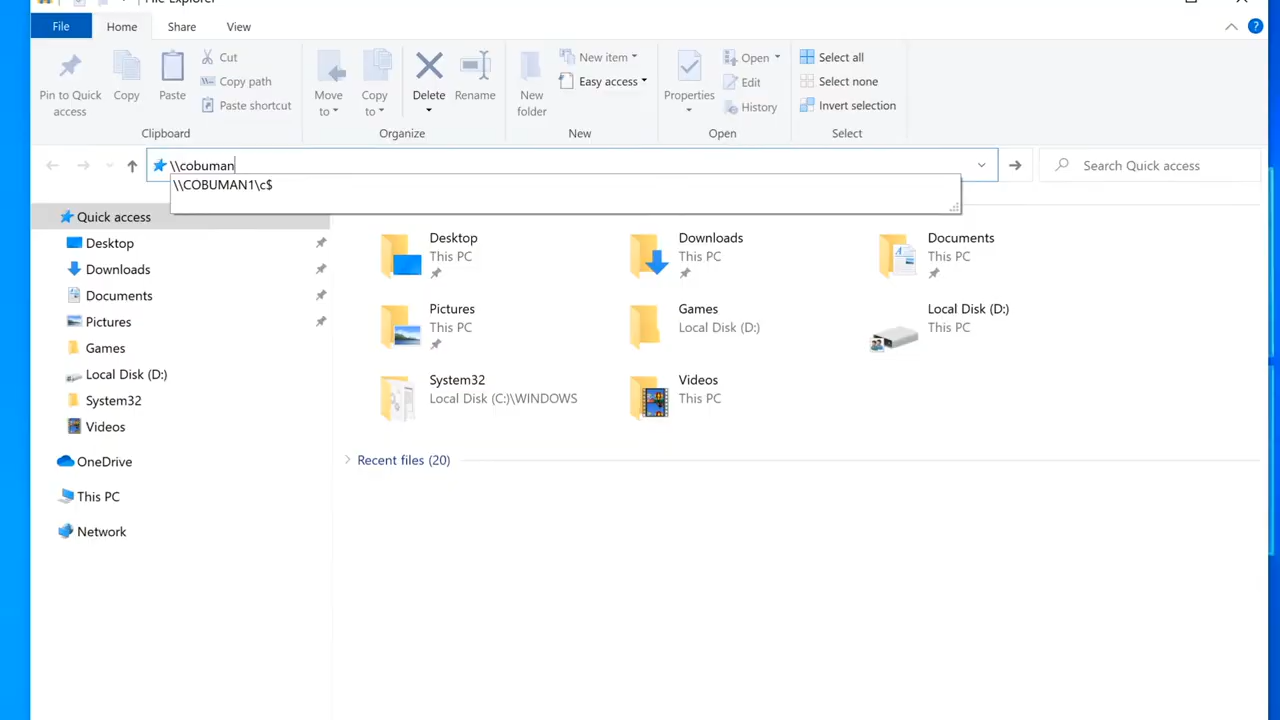 File Explorer
File
Home
Share
View
Pin to Quick access
Copy
Paste
Cut
Copy path
Paste shortcut
Clipboard
Move to
Copy to
Delete
Rename
Organize
New folder
New item
Easy access
New
Properties
Open
Edit
History
Open
Select all
Select none
Invert selection
Select
\\cobuman
Search Quick access
\\COBUMAN1\c$
Quick access
Desktop
Downloads
Documents
Pictures
Games
Local Disk (D:)
System32
Videos
OneDrive
This PC
Network
Desktop
This PC
Downloads
This PC
Documents
This PC
Pictures
This PC
Games
Local Disk (D:)
Local Disk (D:)
This PC
System32
Local Disk (C:)\WINDOWS
Videos
This PC
Recent files (20)